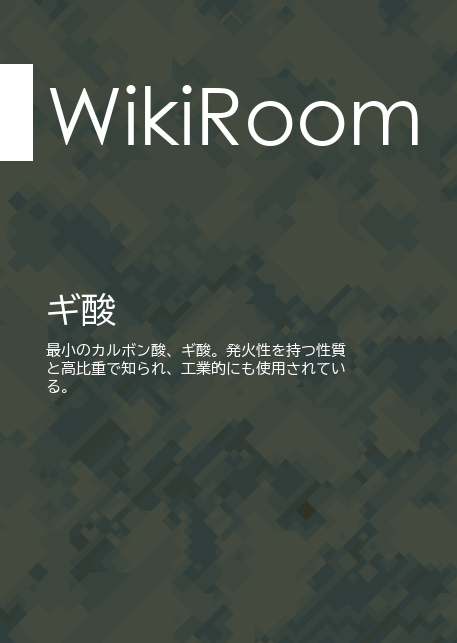 WikiRoom
ギ酸
最小のカルボン酸、ギ酸。発火性を持つ性質
と高比重で知られ、工業的にも使用されてい
る。